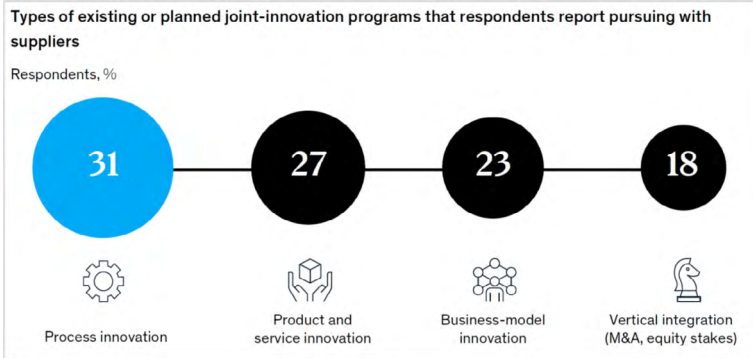 Types of existing or planned joint-innovation programs that respondents report pursuing with
suppliers
Respondents, %
31
27
23
18
Process innovation
Product and
service innovation
Business-model
innovation
Vertical integration
(M&A, equity stakes)